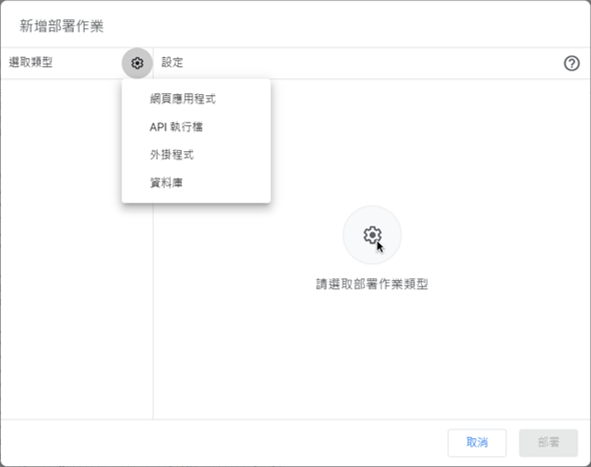 新增部署作業
選取類型
設定
網頁應用程式
API 執行檔
外掛程式
資料庫
請選取部署作業類型
取消
部署